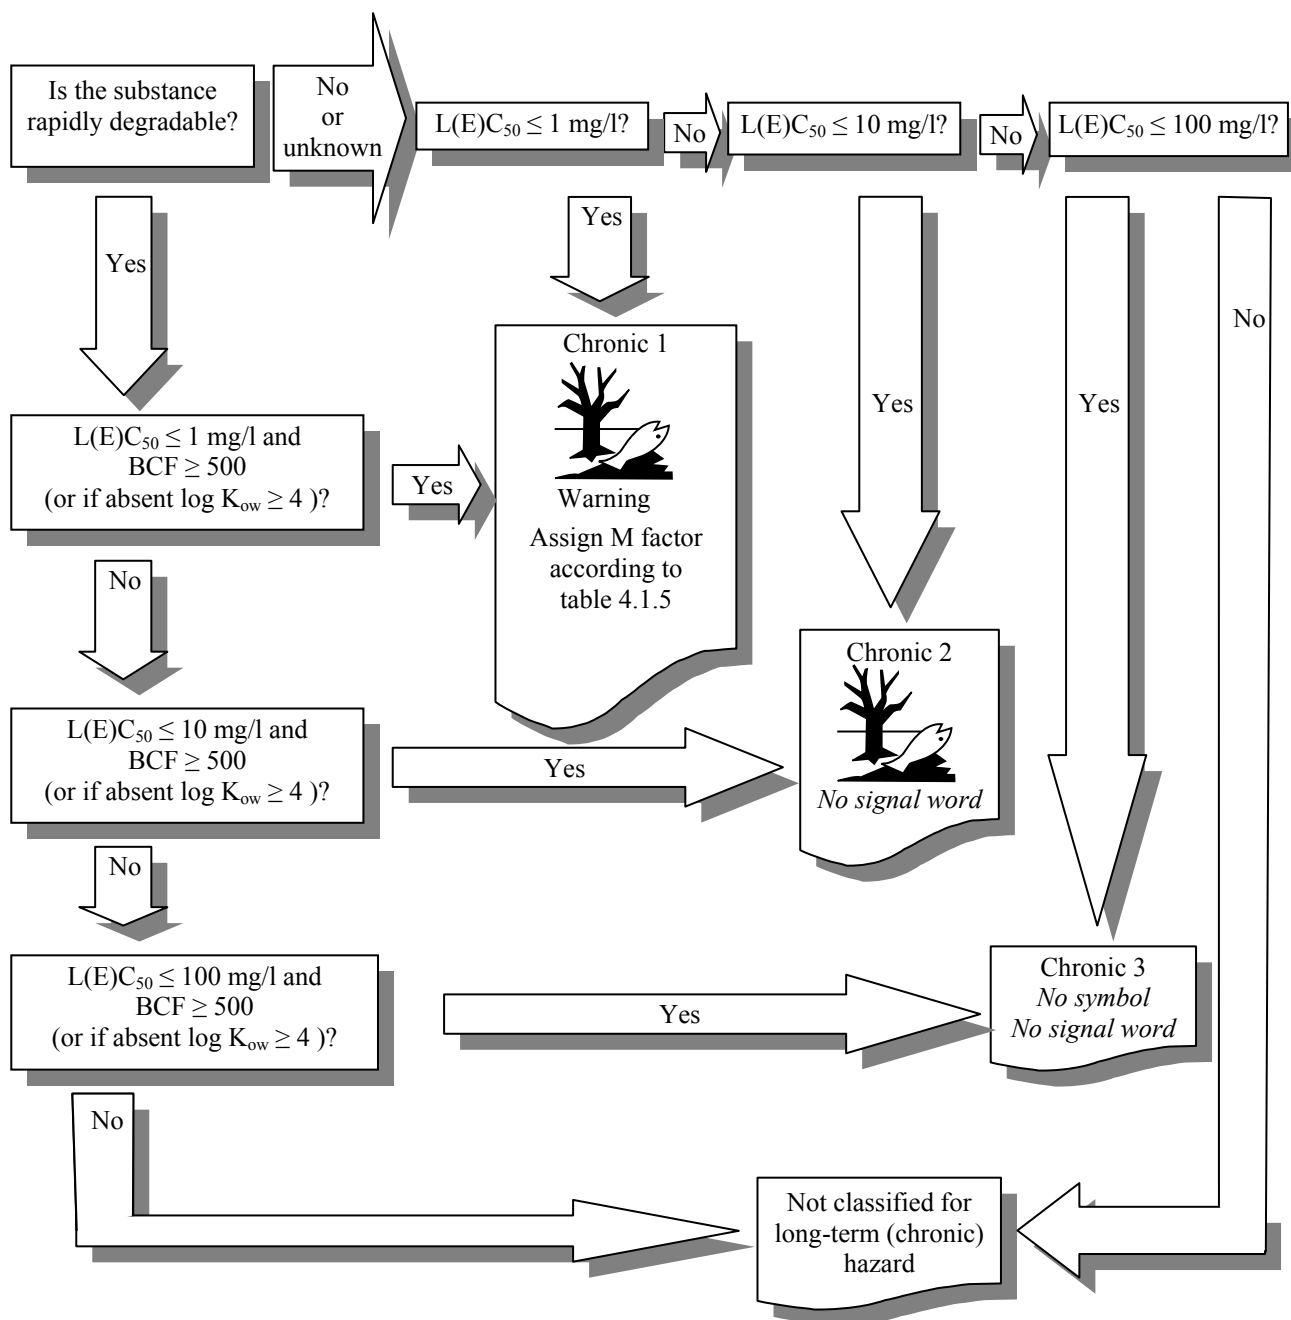 Is the substance
rapidly degradable?
No
or
unknown
L(E)C₅₀ ≤ 1 mg/l?
No
L(E)C₅₀ ≤ 10 mg/l?
No
L(E)C₅₀ ≤ 100 mg/l?
Yes
Yes
Yes
Yes
No
L(E)C₅₀ ≤ 1 mg/l and
BCF ≥ 500
(or if absent log Kₒw ≥ 4 )?
Yes
Chronic 1
Warning
Assign M factor
according to
table 4.1.5
No
L(E)C₅₀ ≤ 10 mg/l and
BCF ≥ 500
(or if absent log Kₒw ≥ 4 )?
Yes
Chronic 2
No signal word
No
L(E)C₅₀ ≤ 100 mg/l and
BCF ≥ 500
(or if absent log Kₒw ≥ 4 )?
Yes
Chronic 3
No symbol
No signal word
No
Not classified for
long-term (chronic)
hazard